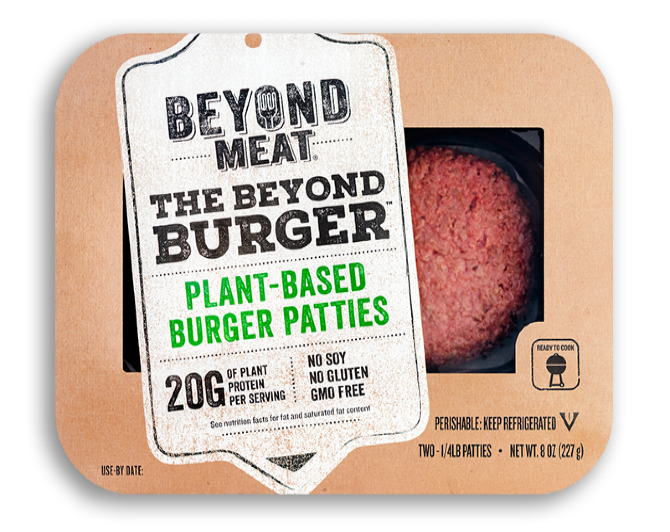 BEYOND
MEAT®
THE BEYOND
BURGER™
PLANT-BASED
BURGER PATTIES
20G OF PLANT
PROTEIN
PER SERVING
NO SOY
NO GLUTEN
GMO FREE
See nutrition facts for fat and saturated fat content
READY TO COOK
PERISHABLE: KEEP REFRIGERATED V
TWO - 1/4LB PATTIES • NET WT. 8 OZ (227 g)
USE-BY DATE: